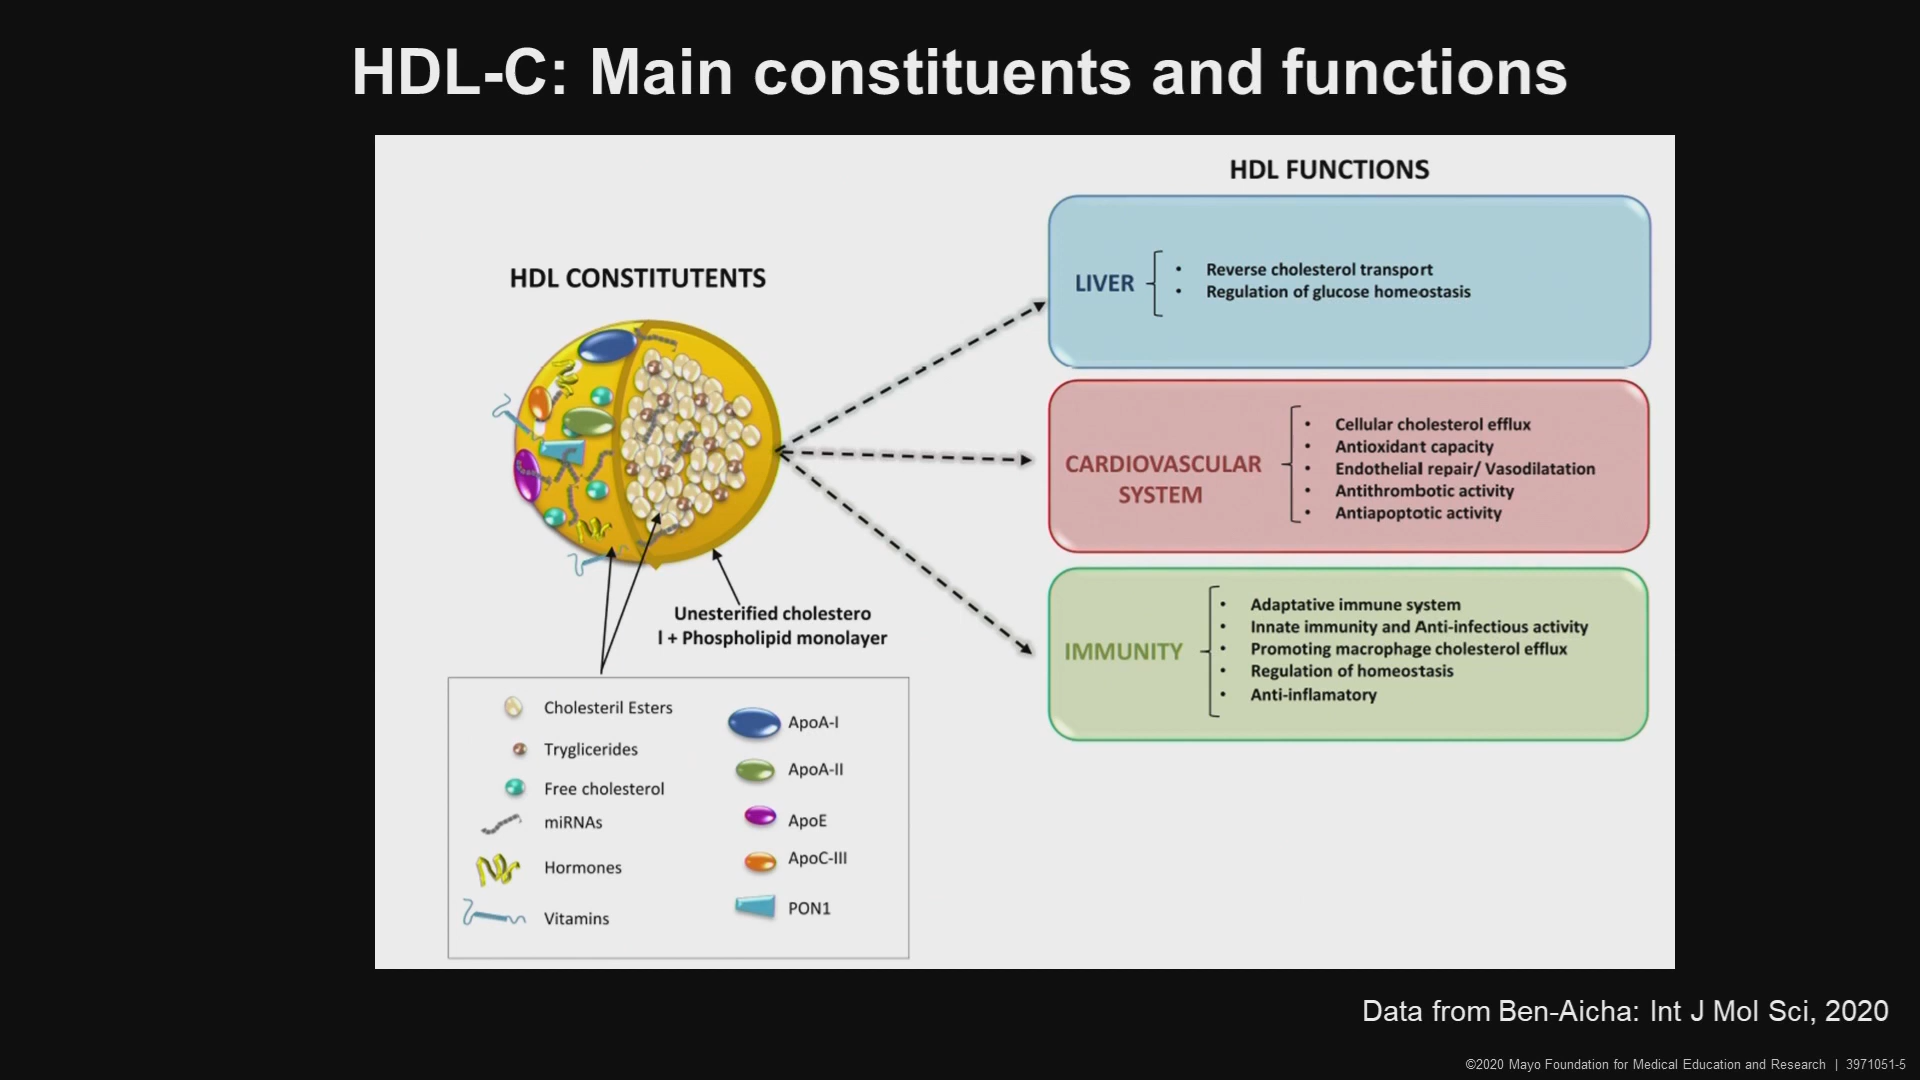 HDL-C: Main constituents and functions
HDL CONSTITUTENTS
Unesterified cholestero
l + Phospholipid monolayer
Cholesteril Esters
Tryglicerides
Free cholesterol
miRNAs
Hormones
Vitamins
ApoA-I
ApoA-II
ApoE
ApoC-III
PON1
HDL FUNCTIONS
LIVER
• Reverse cholesterol transport
• Regulation of glucose homeostasis
CARDIOVASCULAR
SYSTEM
• Cellular cholesterol efflux
• Antioxidant capacity
• Endothelial repair/ Vasodilatation
• Antithrombotic activity
• Antiapoptotic activity
IMMUNITY
• Adaptative immune system
• Innate immunity and Anti-infectious activity
• Promoting macrophage cholesterol efflux
• Regulation of homeostasis
• Anti-inflamatory
Data from Ben-Aicha: Int J Mol Sci, 2020
©2020 Mayo Foundation for Medical Education and Research | 3971051-5